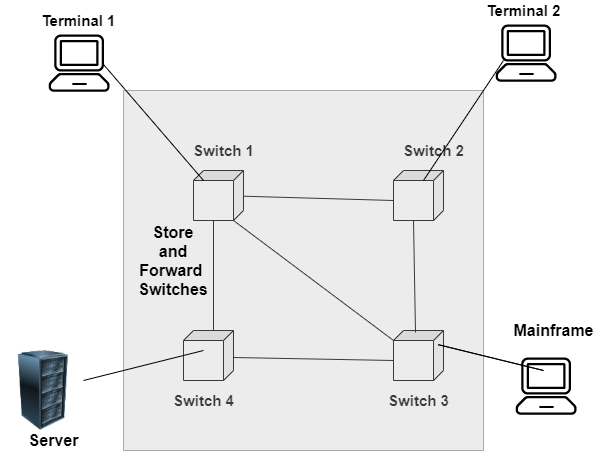 Terminal 1
Terminal 2
Switch 1
Switch 2
Store
and
Forward
Switches
Mainframe
Switch 4
Switch 3
Server